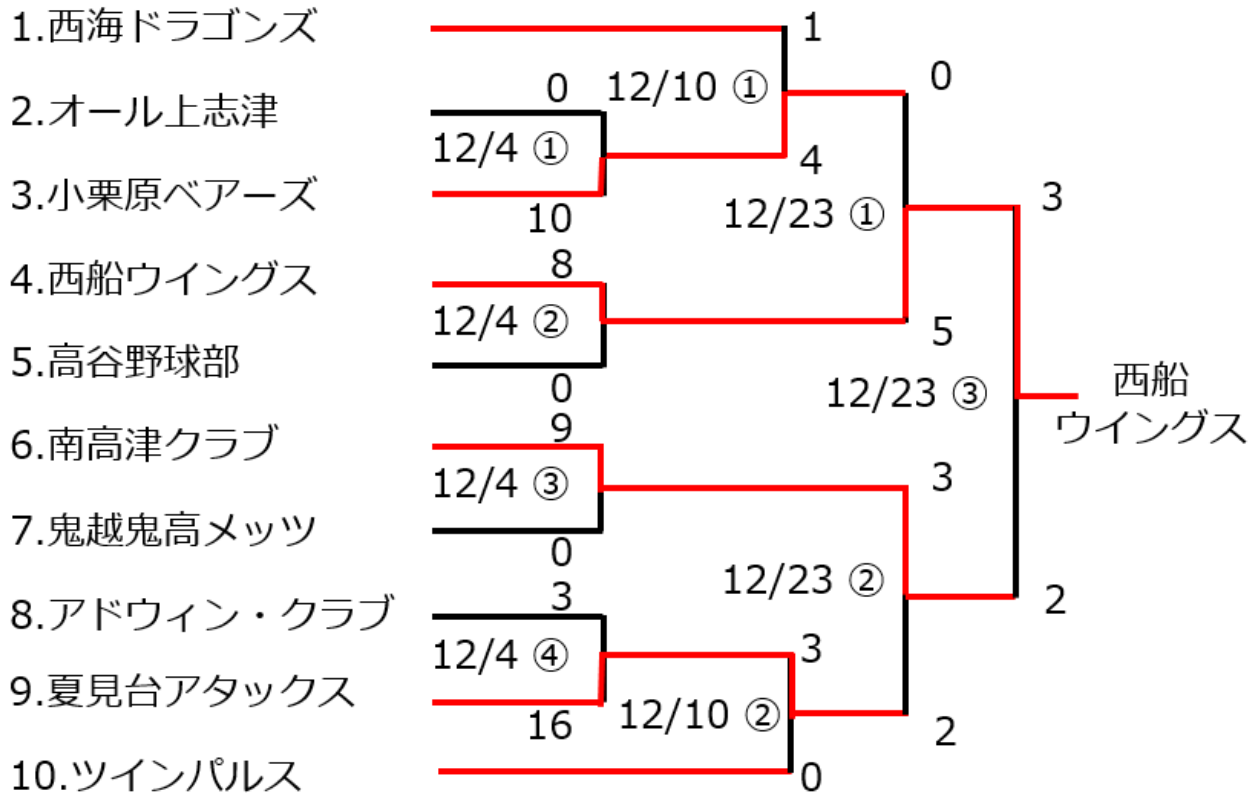 1.西海ドラゴンズ
1
0
12/10 ①
0
2.オール上志津
12/4 ①
4
3.小栗原ベアーズ
10
12/23 ①
3
8
4.西船ウイングス
12/4 ②
5
5.高谷野球部
0
12/23 ③
西船
ウイングス
9
6.南高津クラブ
12/4 ③
3
7.鬼越鬼高メッツ
0
12/23 ②
3
2
8.アドウィン・クラブ
12/4 ④
3
9.夏見台アタックス
16
12/10 ②
2
10.ツインパルス
0